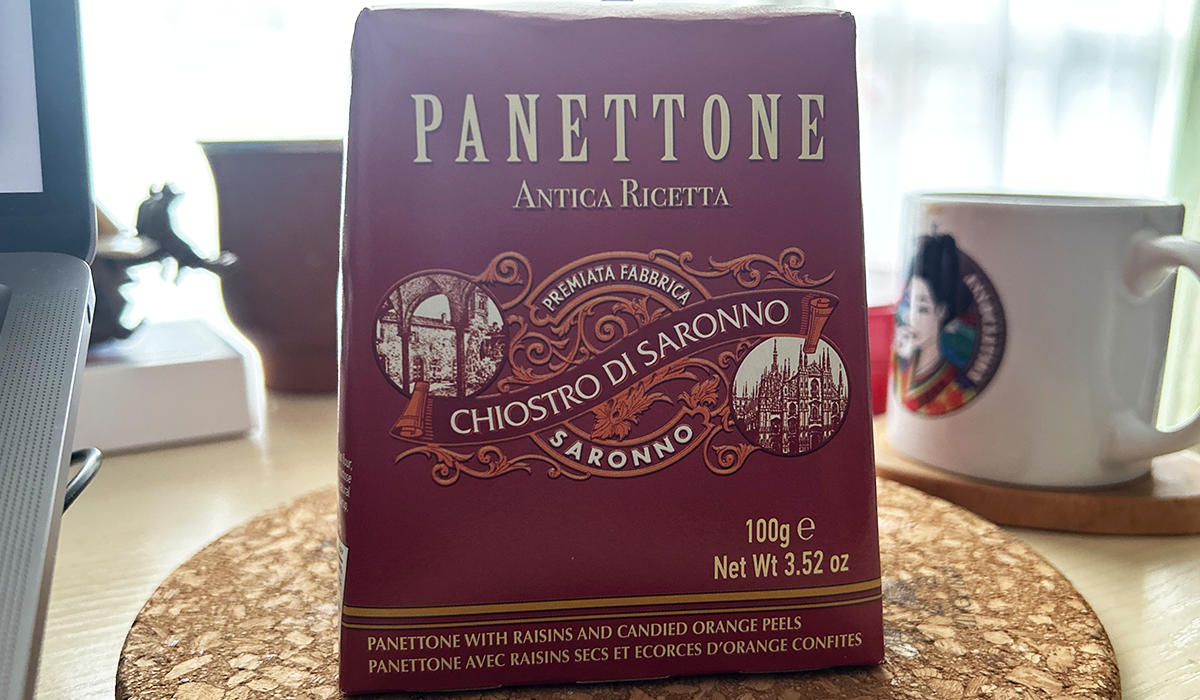 PANETTONE
ANTICA RICETTA
PREMIATA FABBRICA
CHIOSTRO DI SARONNO
SARONNO
100g ℮
Net Wt 3.52 oz
PANETTONE WITH RAISINS AND CANDIED ORANGE PEELS
PANETTONE AVEC RAISINS SECS ET ECORCES D'ORANGE CONFITES